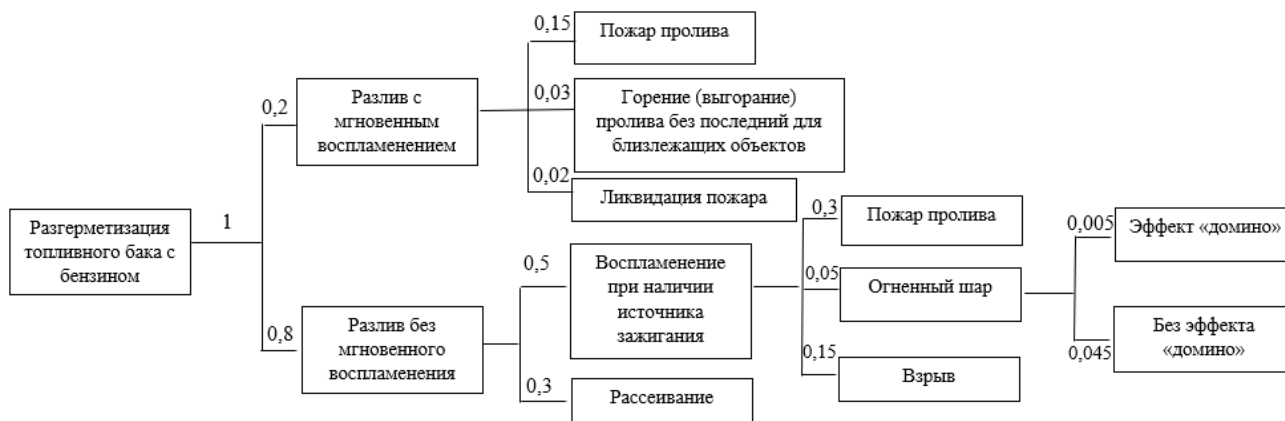 Разгерметизация
топливного бака с
бензином
1
0,2
Разлив с
мгновенным
воспламенением
0,15
Пожар пролива
0,03
Горение (выгорание)
пролива без последний для
близлежащих объектов
0,02
Ликвидация пожара
0,8
Разлив без
мгновенного
воспламенения
0,5
Воспламенение
при наличии
источника
зажигания
0,3
Рассеивание
0,3
Пожар пролива
0,05
Огненный шар
0,15
Взрыв
0,005
Эффект «домино»
0,045
Без эффекта
«домино»